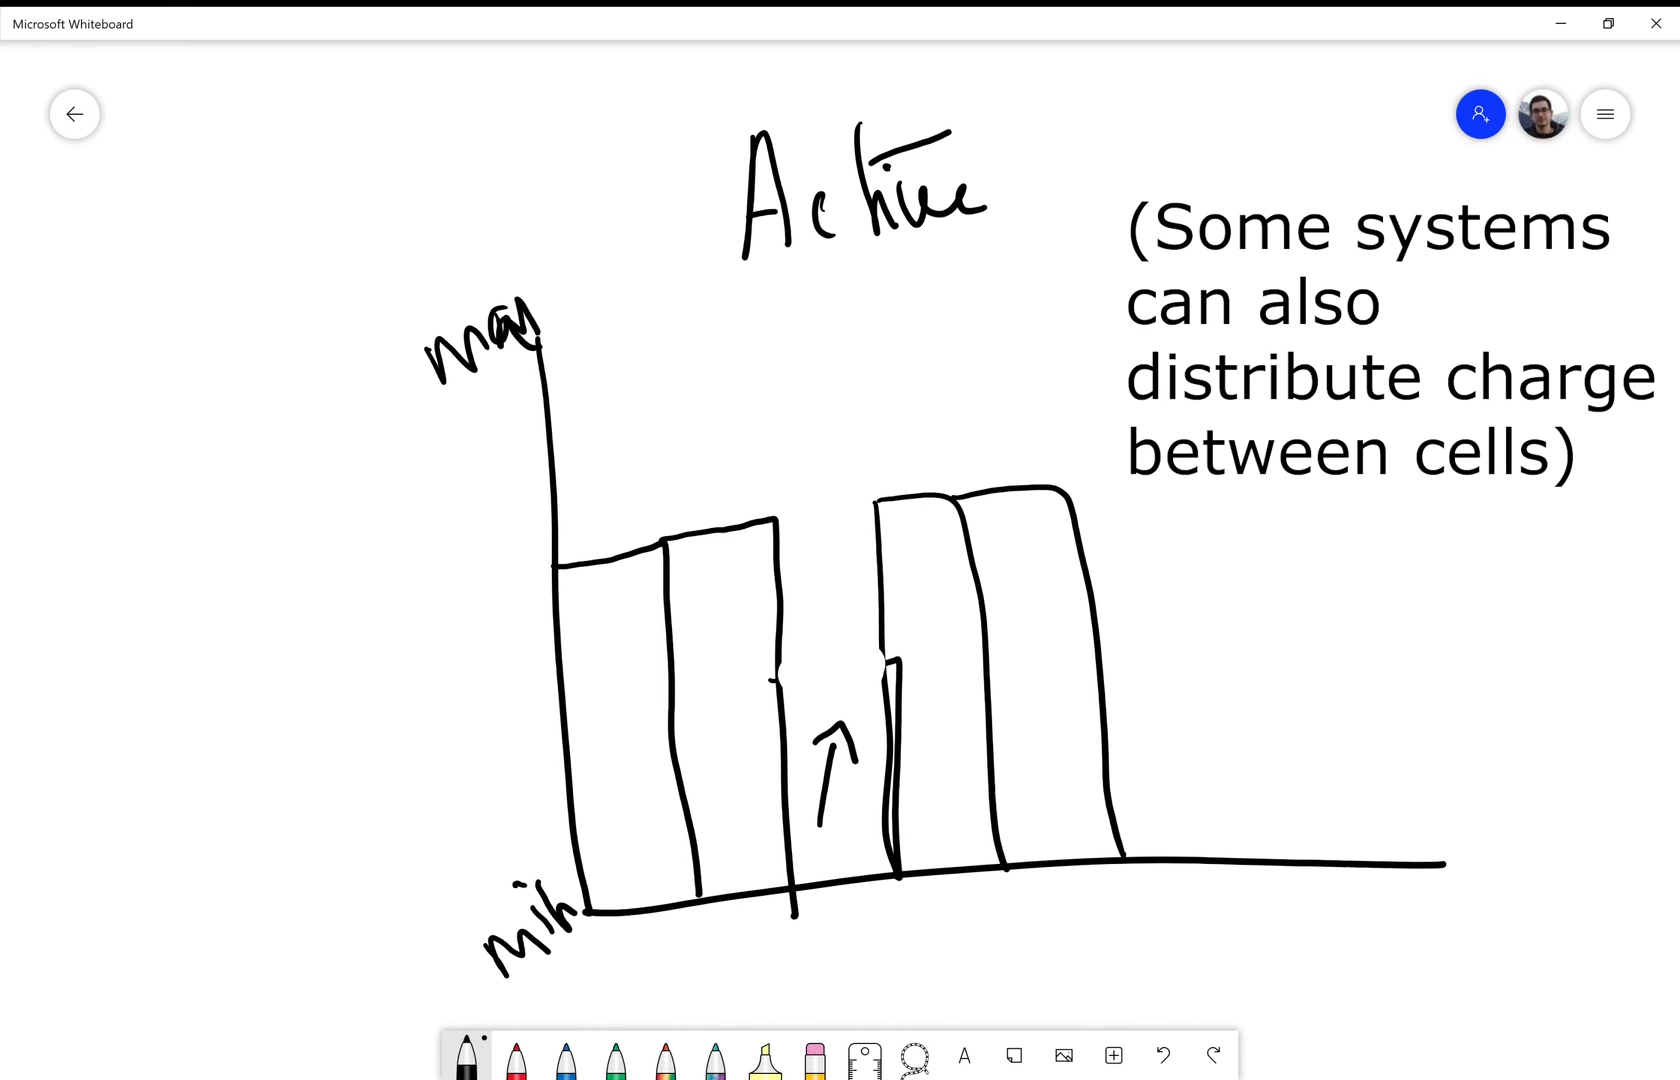 Microsoft Whiteboard
Active
(Some systems
can also
distribute charge
between cells)
max
min